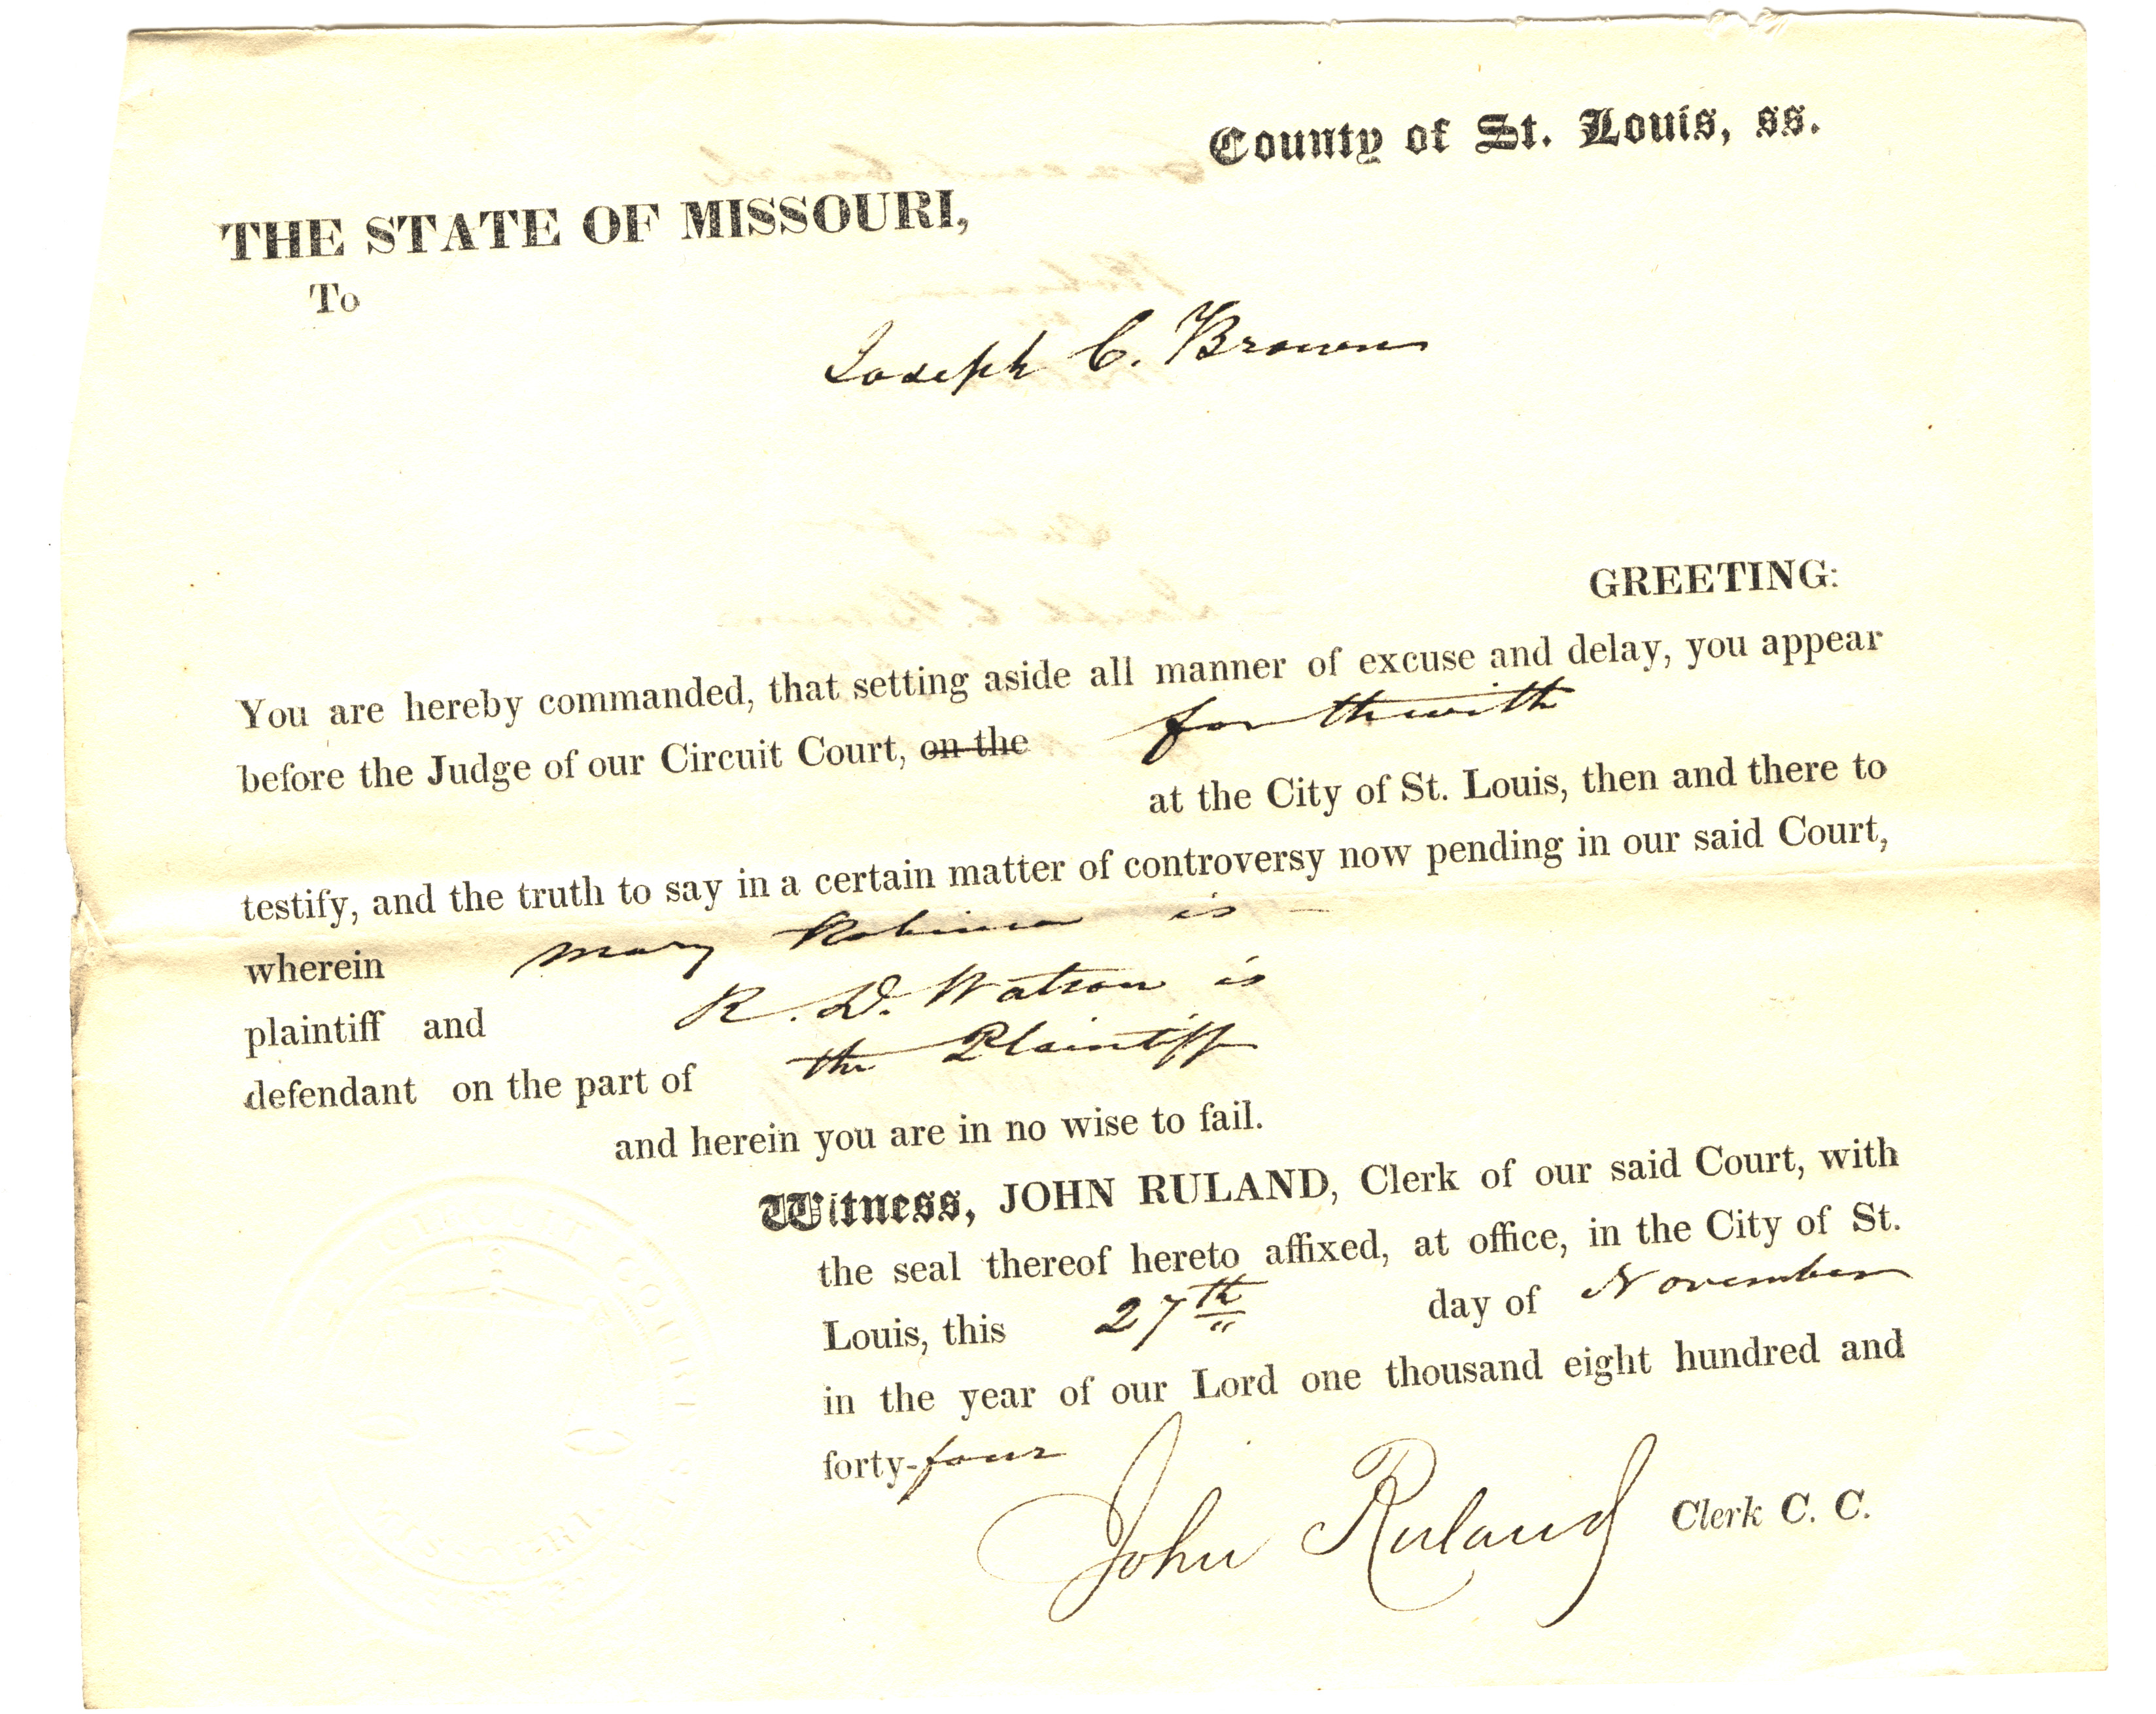 County of St. Louis, ss.
THE STATE OF MISSOURI,
To
Joseph C. Brown
GREETING:
You are hereby commanded, that setting aside all manner of excuse and delay, you appear
before the Judge of our Circuit Court, on the forthwith
at the City of St. Louis, then and there to
testify, and the truth to say in a certain matter of controversy now pending in our said Court,
wherein Mary Robinson is —
plaintiff and R. D. Watson is
defendant on the part of the Plaintiff
and herein you are in no wise to fail.
Witness, JOHN RULAND, Clerk of our said Court, with
the seal thereof hereto affixed, at office, in the City of St.
Louis, this 27th day of November
in the year of our Lord one thousand eight hundred and
forty-four
John Ruland Clerk C. C.
CIRCUIT COURT